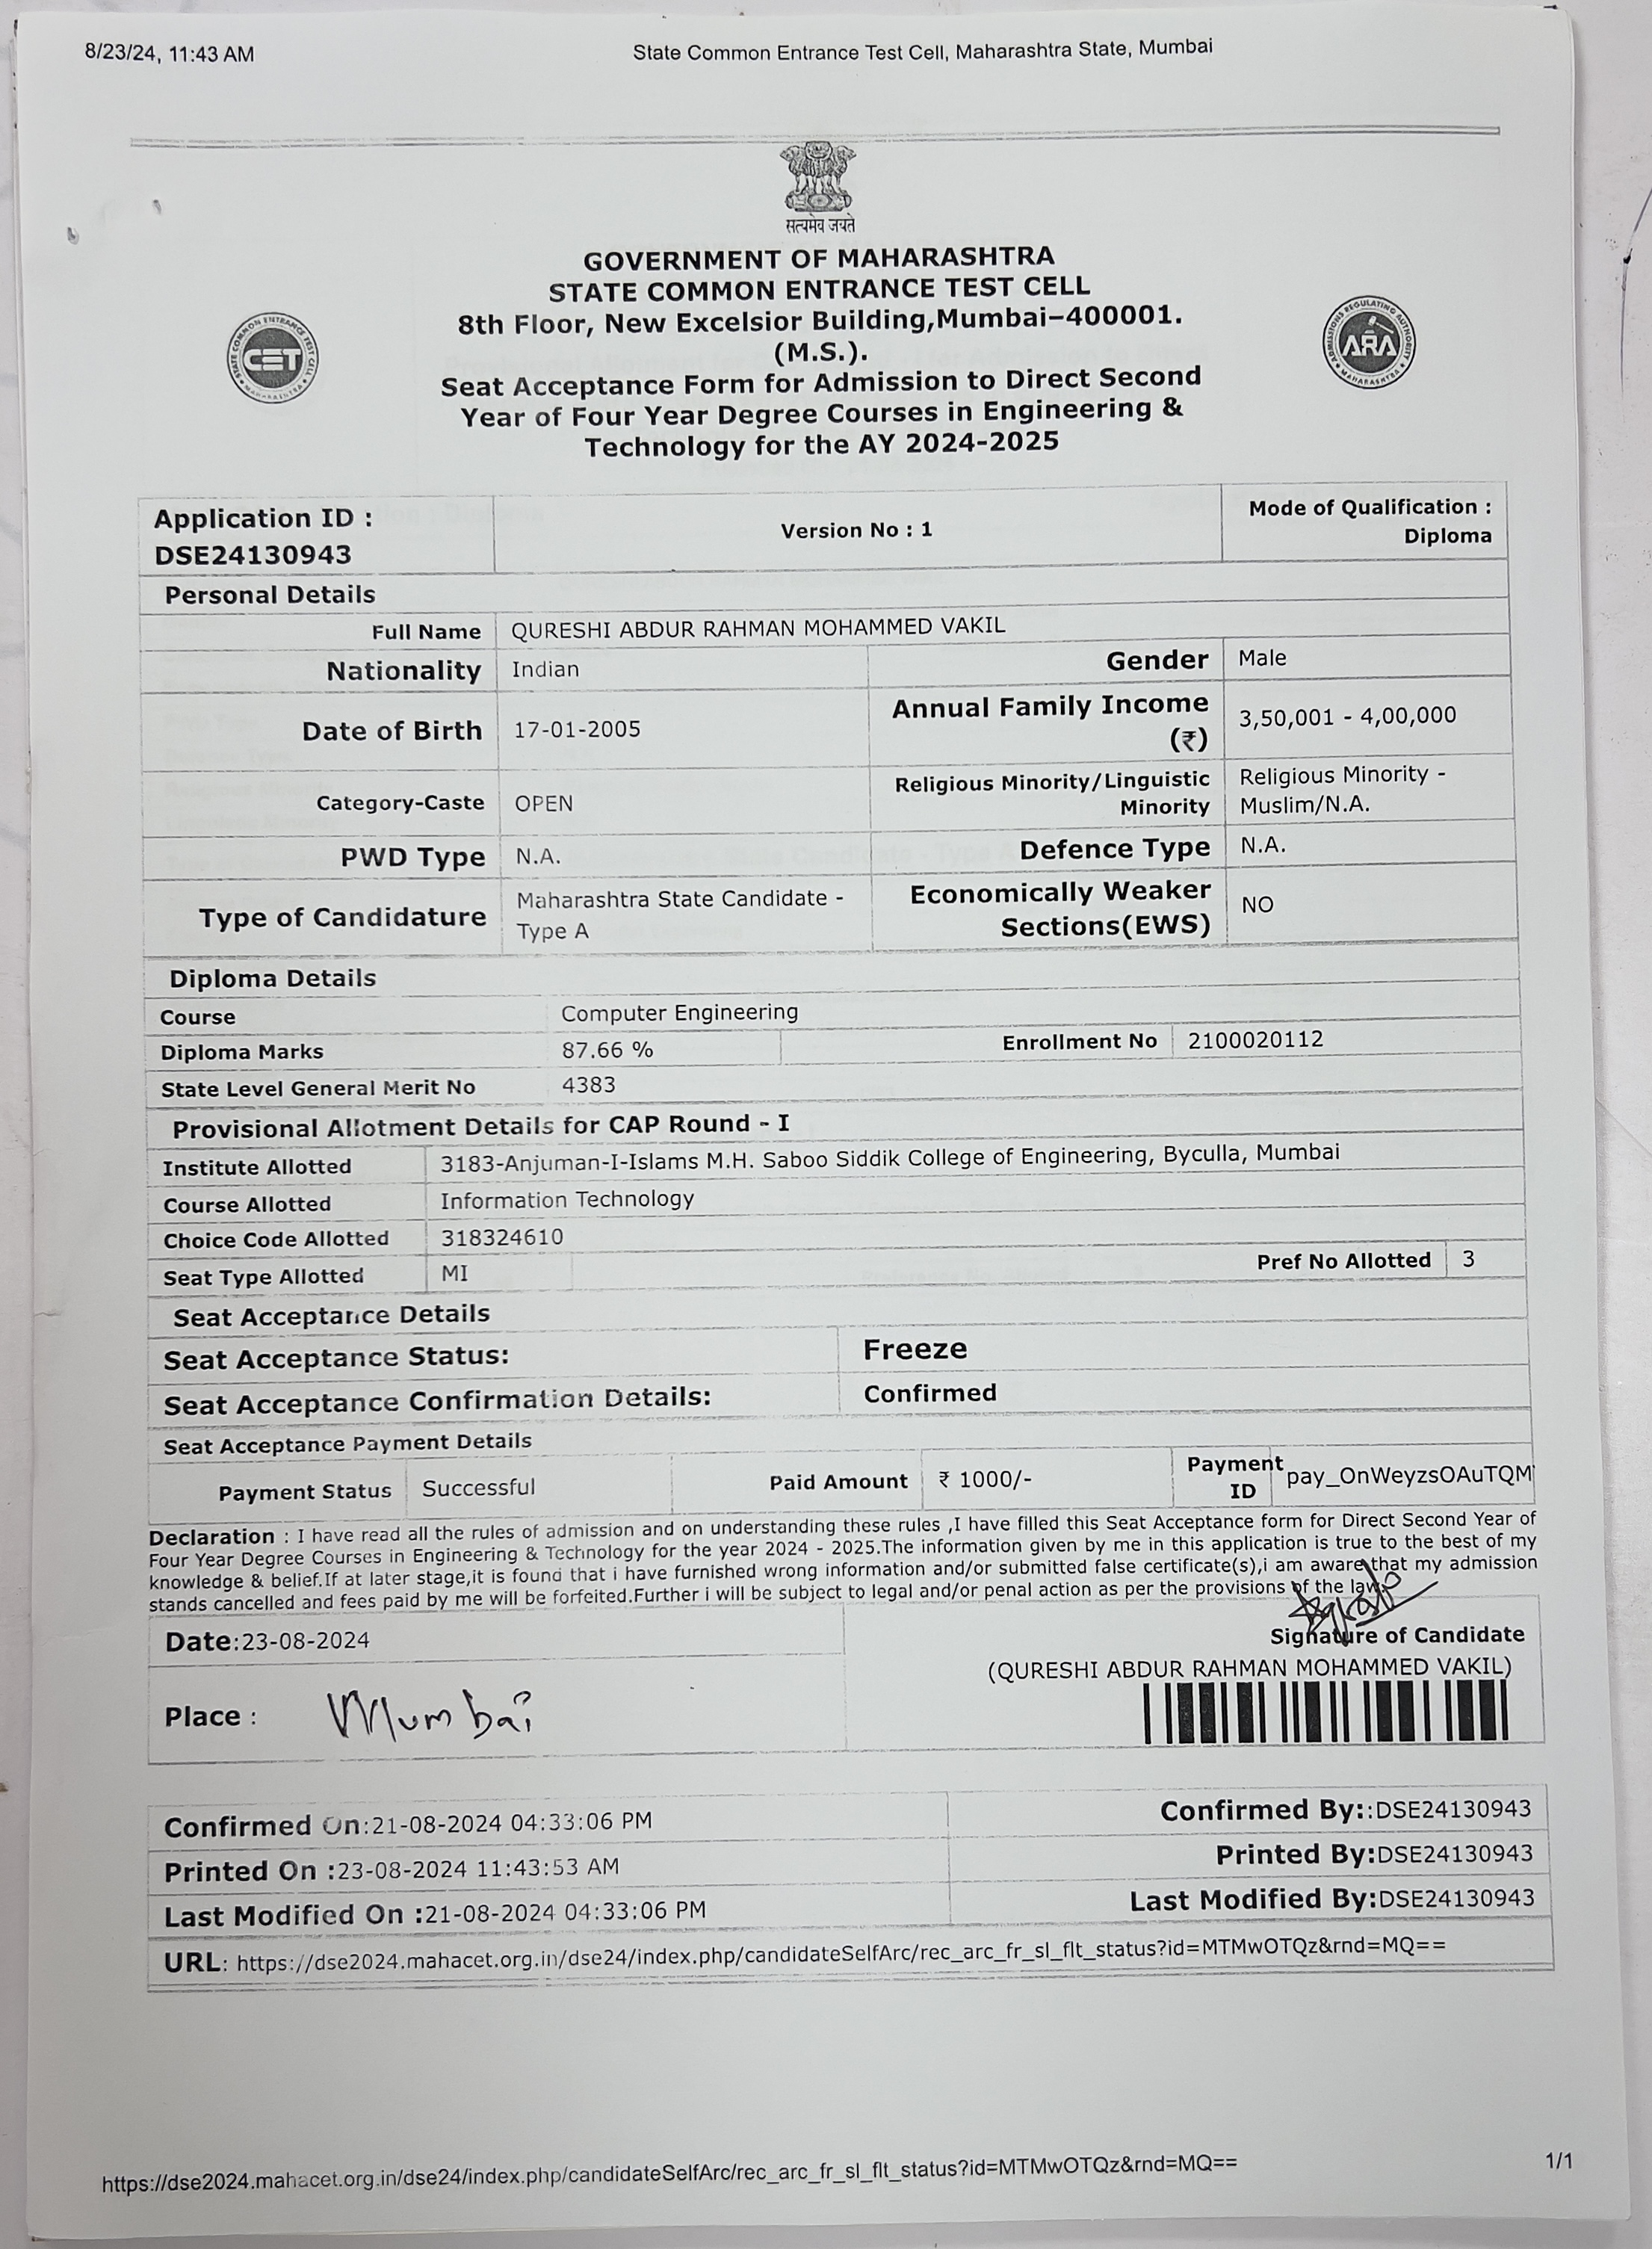 8/23/24, 11:43 AM State Common Entrance Test Cell, Maharashtra State, Mumbai
सत्यमेव जयते
GOVERNMENT OF MAHARASHTRA
STATE COMMON ENTRANCE TEST CELL
8th Floor, New Excelsior Building,Mumbai–400001.
(M.S.).
Seat Acceptance Form for Admission to Direct Second
Year of Four Year Degree Courses in Engineering &
Technology for the AY 2024-2025
STATE COMMON ENTRANCE TEST CELL
CET
MAHARASHTRA
ADMISSIONS REGULATING AUTHORITY
ARA
MAHARASHTRA
Application ID :
DSE24130943
Version No : 1
Mode of Qualification :
Diploma
Personal Details
Full Name QURESHI ABDUR RAHMAN MOHAMMED VAKIL
Nationality Indian Gender Male
Date of Birth 17-01-2005 Annual Family Income
(₹) 3,50,001 - 4,00,000
Category-Caste OPEN Religious Minority/Linguistic
Minority Religious Minority -
Muslim/N.A.
PWD Type N.A. Defence Type N.A.
Type of Candidature Maharashtra State Candidate -
Type A
Economically Weaker
Sections(EWS) NO
Diploma Details
Course Computer Engineering
Diploma Marks 87.66 % Enrollment No 2100020112
State Level General Merit No 4383
Provisional Allotment Details for CAP Round - I
Institute Allotted 3183-Anjuman-I-Islams M.H. Saboo Siddik College of Engineering, Byculla, Mumbai
Course Allotted Information Technology
Choice Code Allotted 318324610
Seat Type Allotted MI Pref No Allotted 3
Seat Acceptance Details
Seat Acceptance Status: Freeze
Seat Acceptance Confirmation Details: Confirmed
Seat Acceptance Payment Details
Payment Status Successful Paid Amount ₹ 1000/- Payment
ID pay_OnWeyzsOAuTQM
Declaration : I have read all the rules of admission and on understanding these rules ,I have filled this Seat Acceptance form for Direct Second Year of
Four Year Degree Courses in Engineering & Technology for the year 2024 - 2025.The information given by me in this application is true to the best of my
knowledge & belief.If at later stage,it is found that i have furnished wrong information and/or submitted false certificate(s),i am aware that my admission
stands cancelled and fees paid by me will be forfeited.Further i will be subject to legal and/or penal action as per the provisions of the law.
Date:23-08-2024
Signature of Candidate
(QURESHI ABDUR RAHMAN MOHAMMED VAKIL)
Place : Mumbai
Confirmed On:21-08-2024 04:33:06 PM Confirmed By::DSE24130943
Printed On :23-08-2024 11:43:53 AM Printed By:DSE24130943
Last Modified On :21-08-2024 04:33:06 PM Last Modified By:DSE24130943
URL: https://dse2024.mahacet.org.in/dse24/index.php/candidateSelfArc/rec_arc_fr_sl_flt_status?id=MTMwOTQz&rnd=MQ==
https://dse2024.mahacet.org.in/dse24/index.php/candidateSelfArc/rec_arc_fr_sl_flt_status?id=MTMwOTQz&rnd=MQ== 1/1